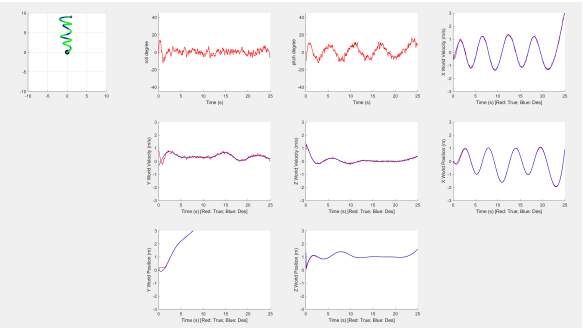 10
5
0
-5
-10
-10 -5 0 5 10
roll degree
40
20
0
-20
-40
0 5 10 15 20 25
Time (s)
pitch degree
40
20
0
-20
-40
0 5 10 15 20 25
Time (s)
X World Velocity (m/s)
3
2
1
0
-1
-2
-3
0 5 10 15 20 25
Time (s) [Red: True; Blue: Des]
Y World Velocity (m/s)
3
2
1
0
-1
-2
-3
0 5 10 15 20 25
Time (s) [Red: True; Blue: Des]
Z World Velocity (m/s)
3
2
1
0
-1
-2
-3
0 5 10 15 20 25
Time (s) [Red: True; Blue: Des]
X World Position (m)
3
2
1
0
-1
-2
-3
0 5 10 15 20 25
Time (s) [Red: True; Blue: Des]
Y World Position (m)
3
2
1
0
-1
-2
-3
0 5 10 15 20 25
Time (s) [Red: True; Blue: Des]
Z World Position (m)
3
2
1
0
-1
-2
-3
0 5 10 15 20 25
Time (s) [Red: True; Blue: Des]